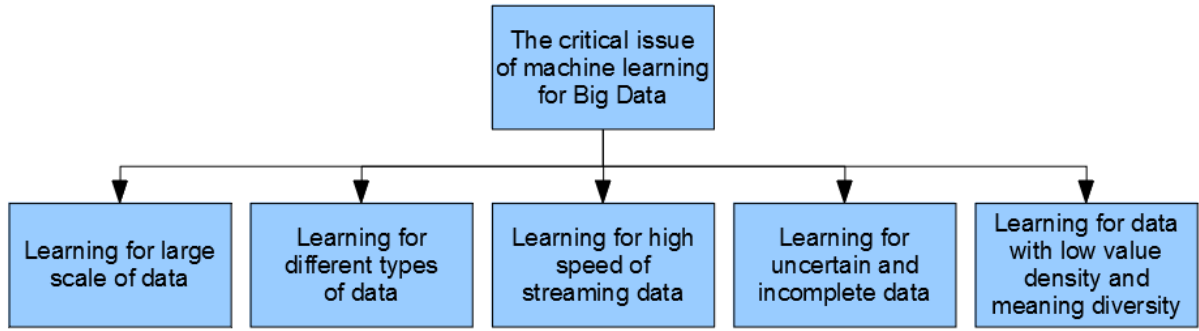 The critical issue
of machine learning
for Big Data
Learning for large
scale of data
Learning for
different types
of data
Learning for high
speed of
streaming data
Learning for
uncertain and
incomplete data
Learning for data
with low value
density and
meaning diversity